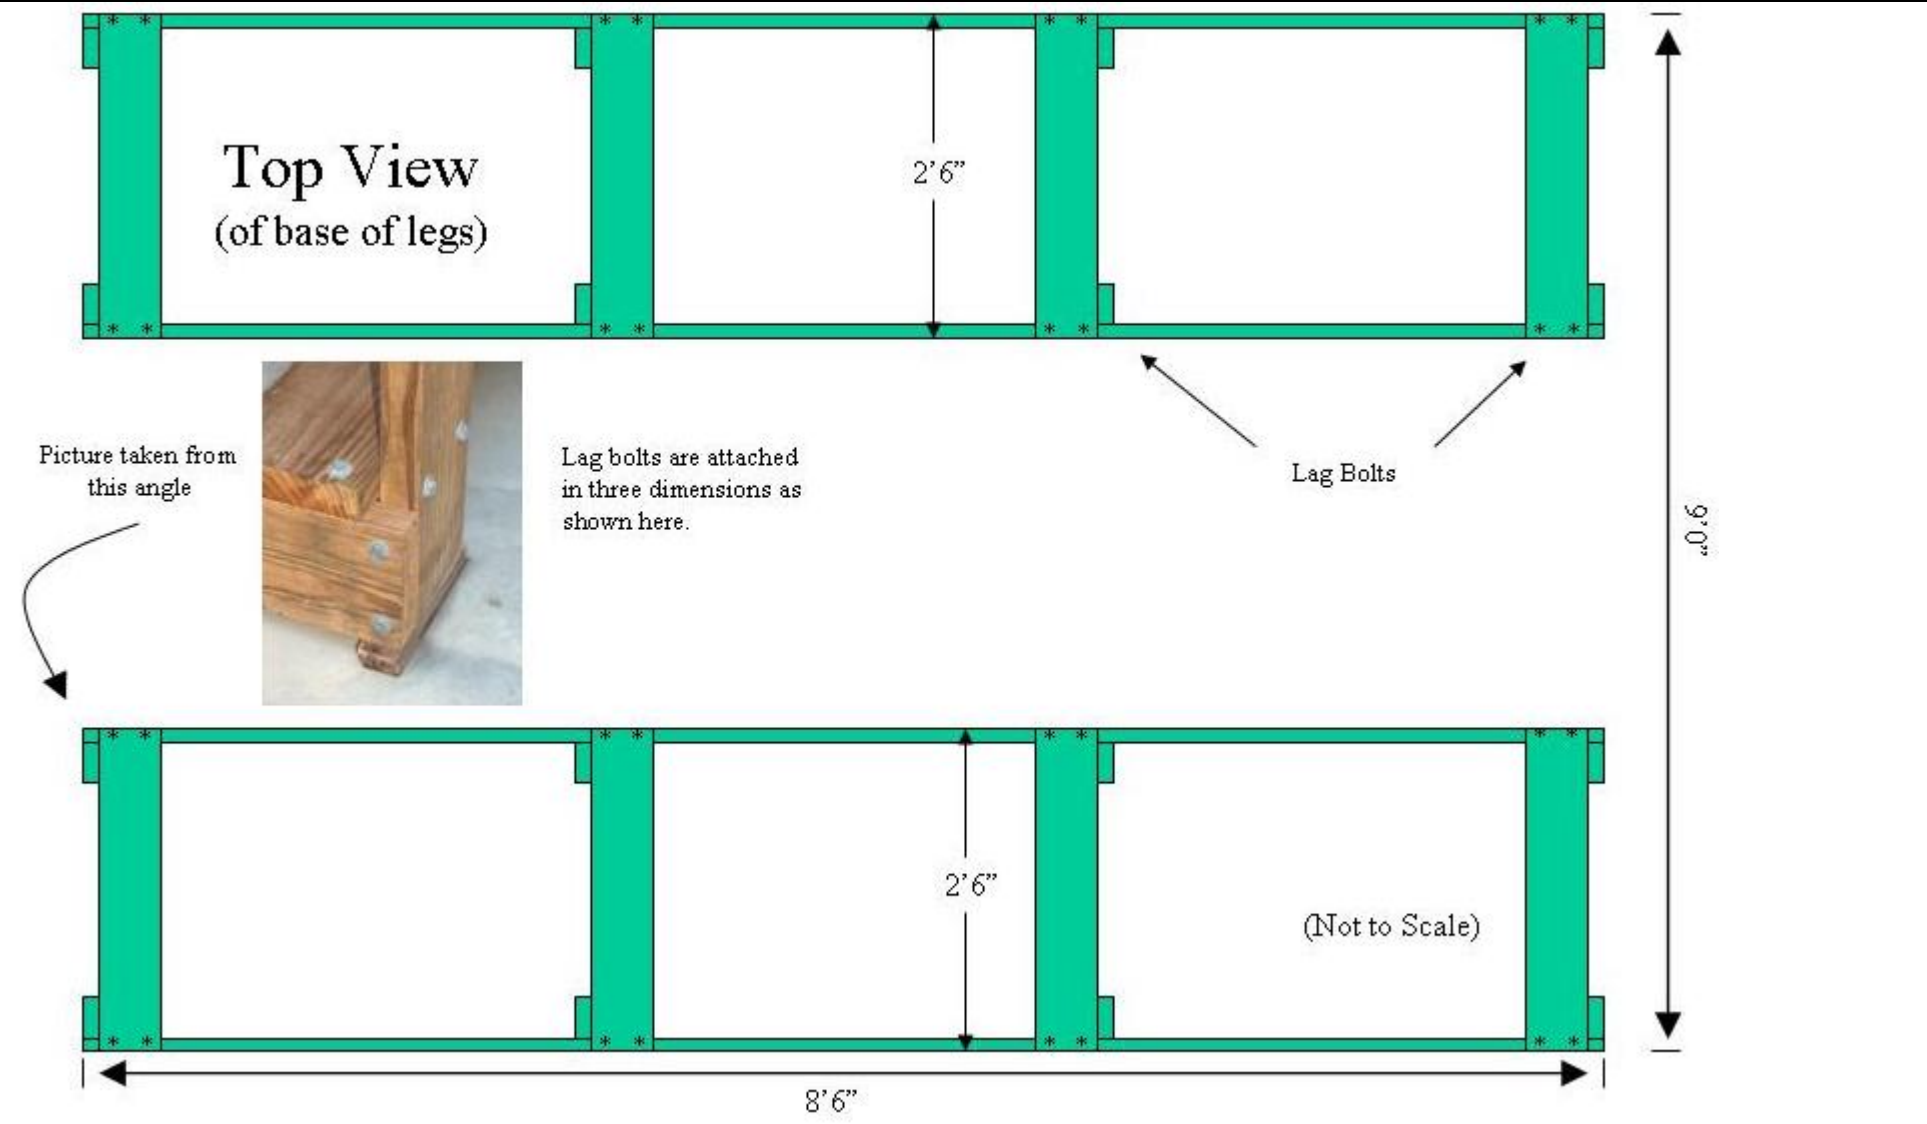 Top View
(of base of legs)
2’6”
Picture taken from
this angle
Lag bolts are attached
in three dimensions as
shown here.
Lag Bolts
9’0”
2’6”
(Not to Scale)
8’6”